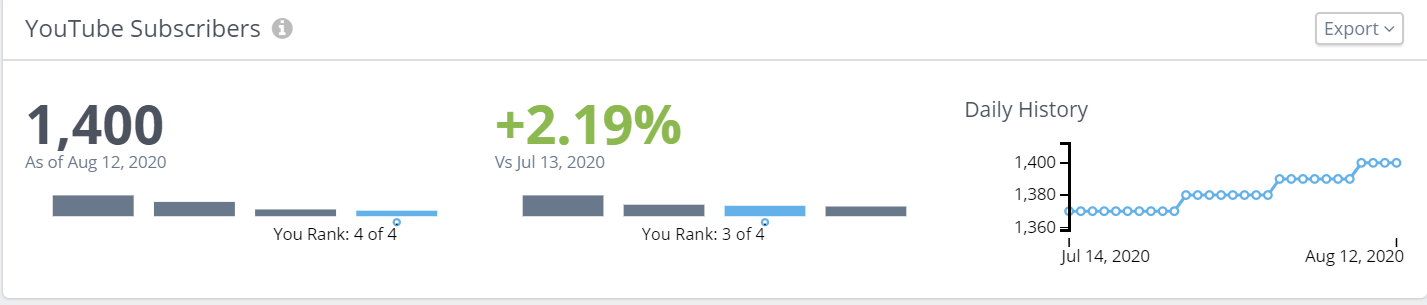 YouTube Subscribers
Export
1,400
As of Aug 12, 2020
You Rank: 4 of 4
+2.19%
Vs Jul 13, 2020
You Rank: 3 of 4
Daily History
1,400
1,380
1,360
Jul 14, 2020
Aug 12, 2020